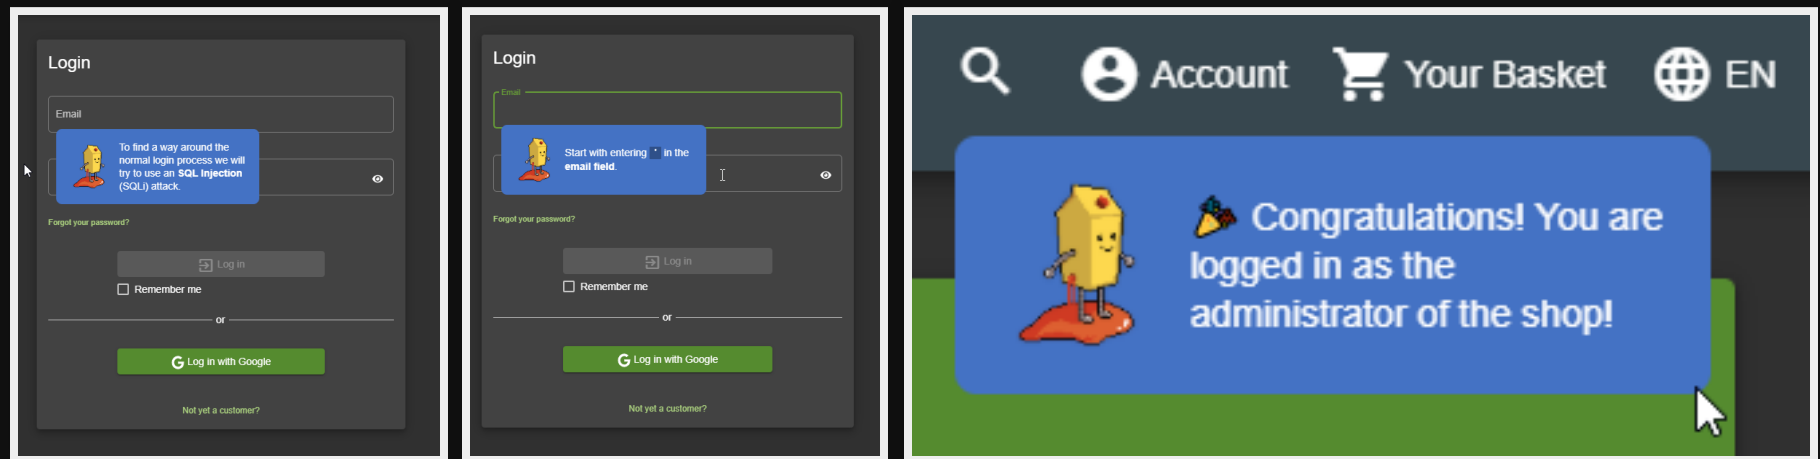 Login
Email
To find a way around the
normal login process we will
try to use an SQL Injection
(SQLi) attack.
Forgot your password?
Log in
Remember me
or
Log in with Google
Not yet a customer?
Login
Email
Start with entering ' in the
email field.
Forgot your password?
Log in
Remember me
or
Log in with Google
Not yet a customer?
Account
Your Basket
EN
🎉 Congratulations! You are
logged in as the
administrator of the shop!